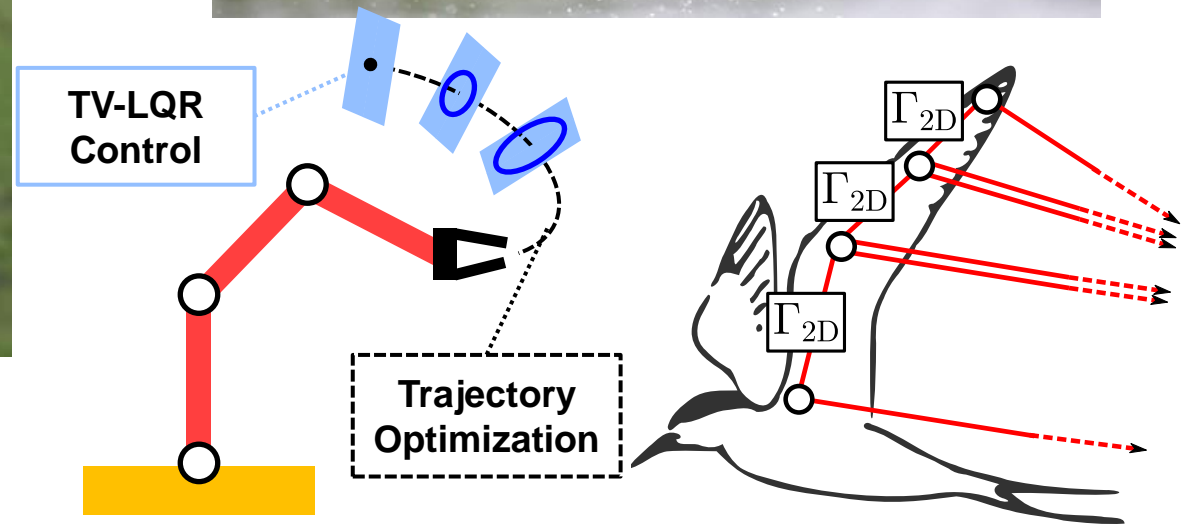 TV-LQR
Control
Trajectory
Optimization
Γ2D
Γ2D
Γ2D